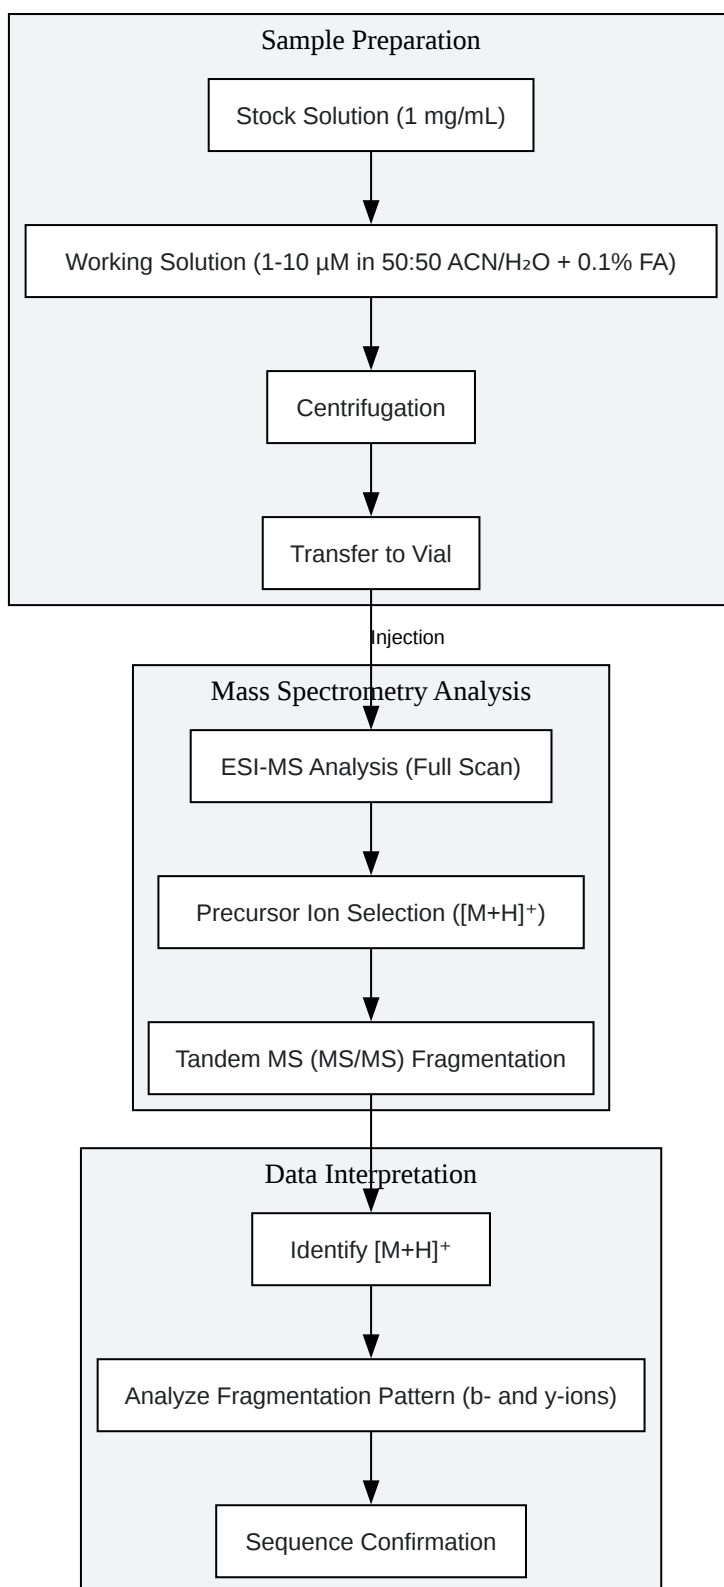 Sample Preparation
Stock Solution (1 mg/mL)
Working Solution (1-10 µM in 50:50 ACN/H₂O + 0.1% FA)
Centrifugation
Transfer to Vial
Injection
Mass Spectrometry Analysis
ESI-MS Analysis (Full Scan)
Precursor Ion Selection ([M+H]⁺)
Tandem MS (MS/MS) Fragmentation
Data Interpretation
Identify [M+H]⁺
Analyze Fragmentation Pattern (b- and y-ions)
Sequence Confirmation